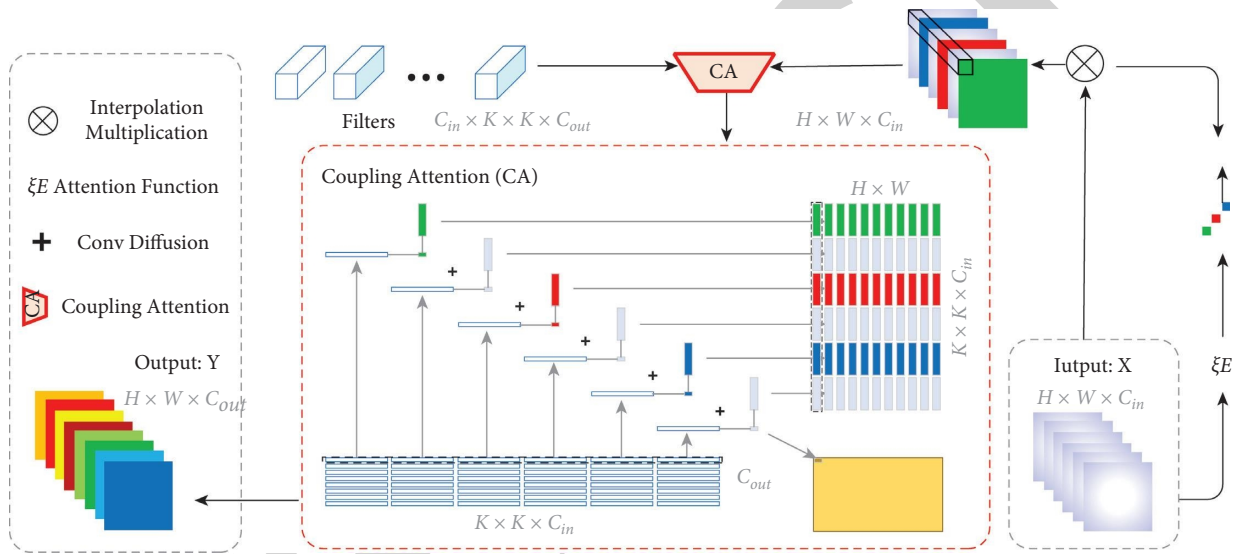 Interpolation
Multiplication
ξE Attention Function
+ Conv Diffusion
CA Coupling Attention
Output: Y
H × W × C_out
Filters
C_in × K × K × C_out
CA
H × W × C_in
Coupling Attention (CA)
H × W
+
+
+
+
+
K × K × C_in
C_out
K × K × C_in
Iutput: X
H × W × C_in
ξE